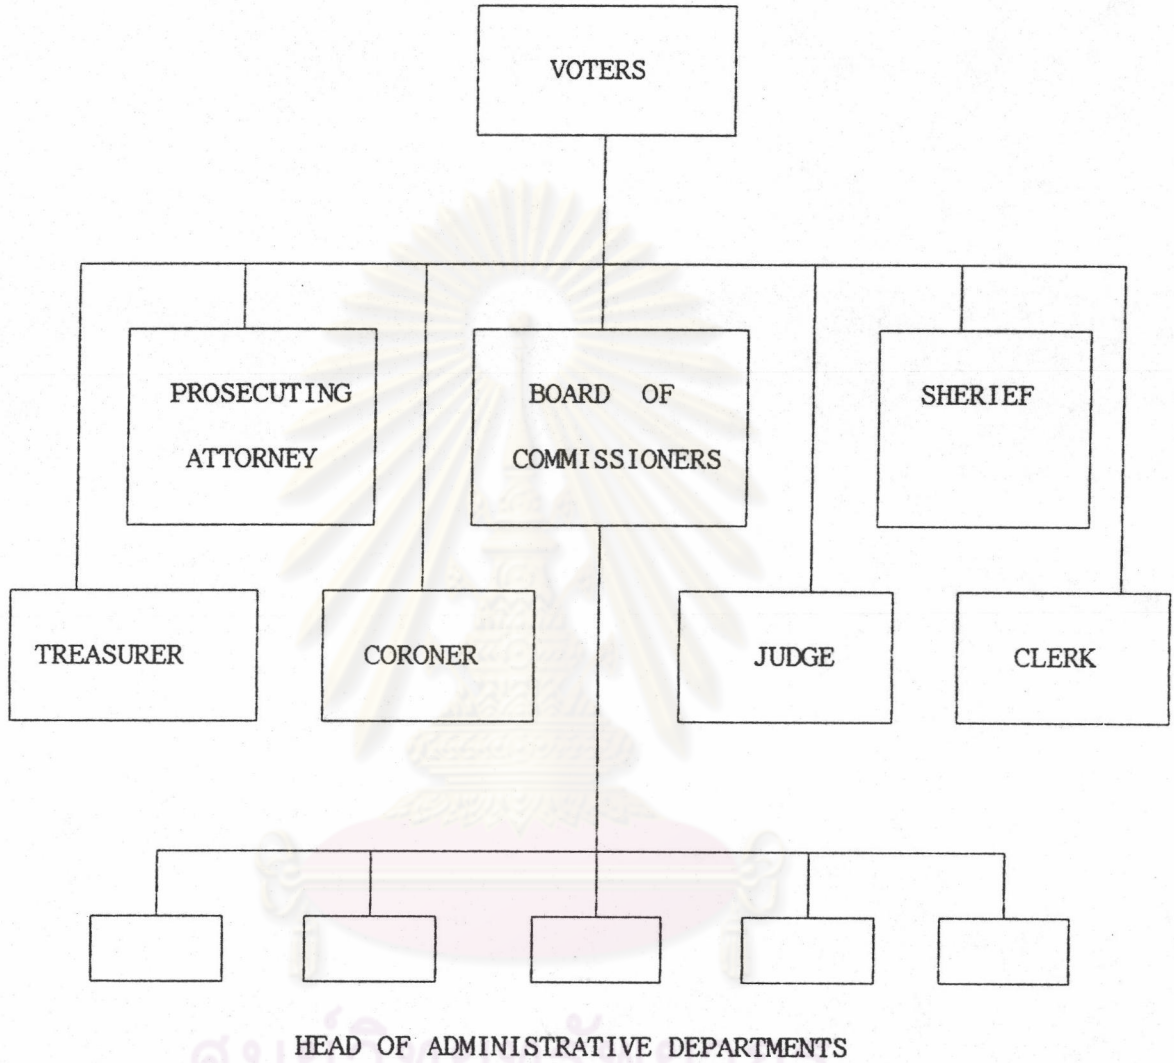 VOTERS
PROSECUTING
ATTORNEY
BOARD OF
COMMISSIONERS
SHERIEF
TREASURER
CORONER
JUDGE
CLERK
HEAD OF ADMINISTRATIVE DEPARTMENTS